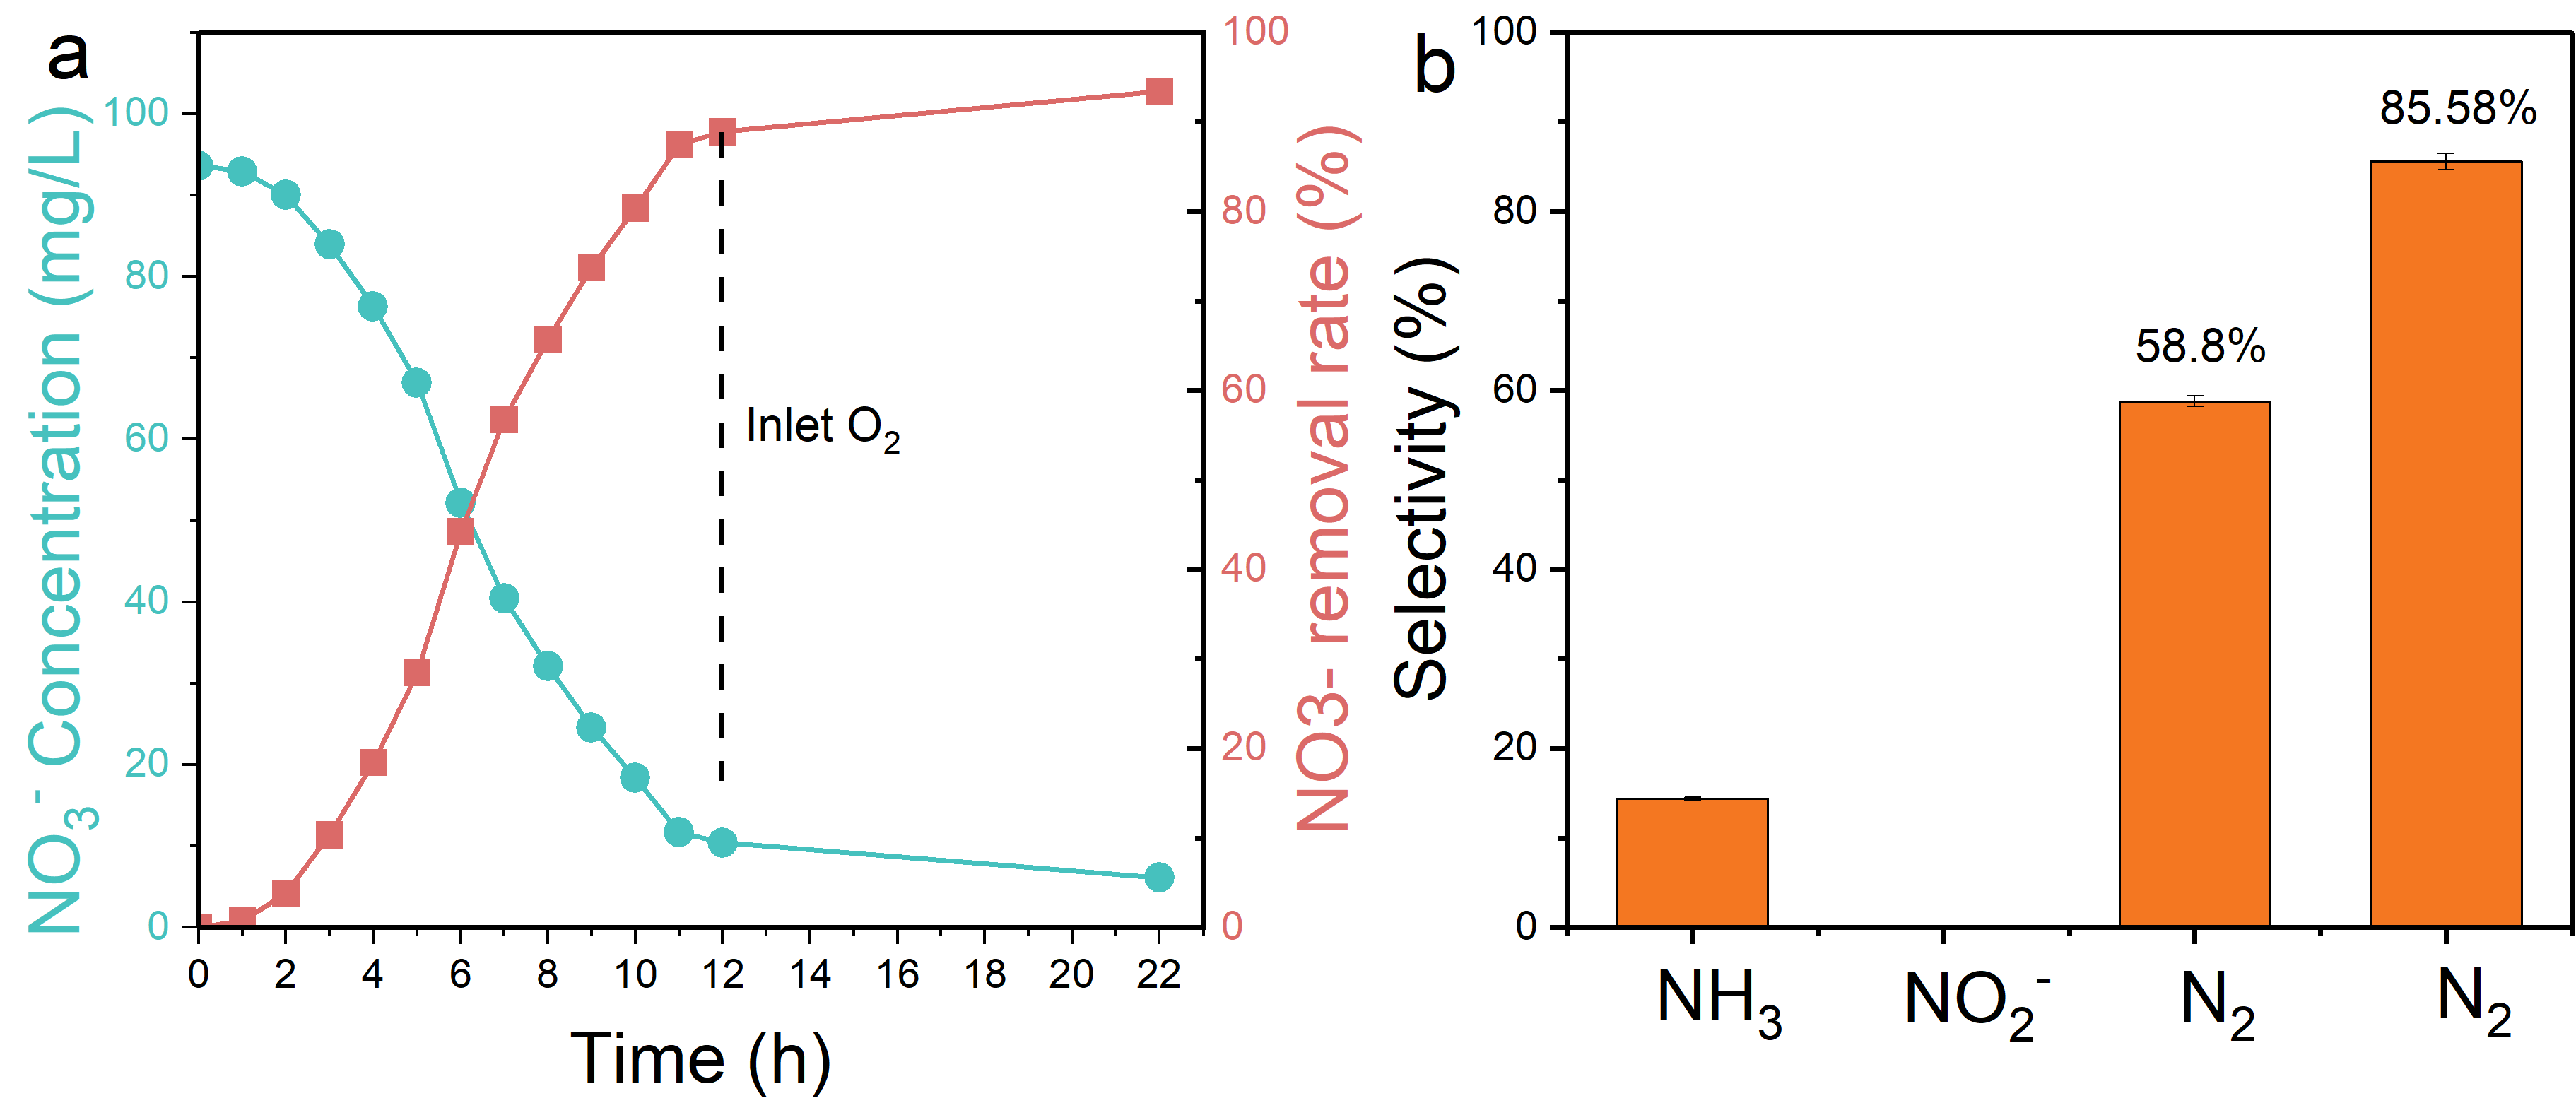 a
NO₃⁻ Concentration (mg/L)
100
80
60
40
20
0
0 2 4 6 8 10 12 14 16 18 20 22
Time (h)
Inlet O₂
100
80
60
40
20
0
NO3- removal rate (%)
b
Selectivity (%)
100
80
60
40
20
0
58.8%
85.58%
NH₃ NO₂⁻ N₂ N₂